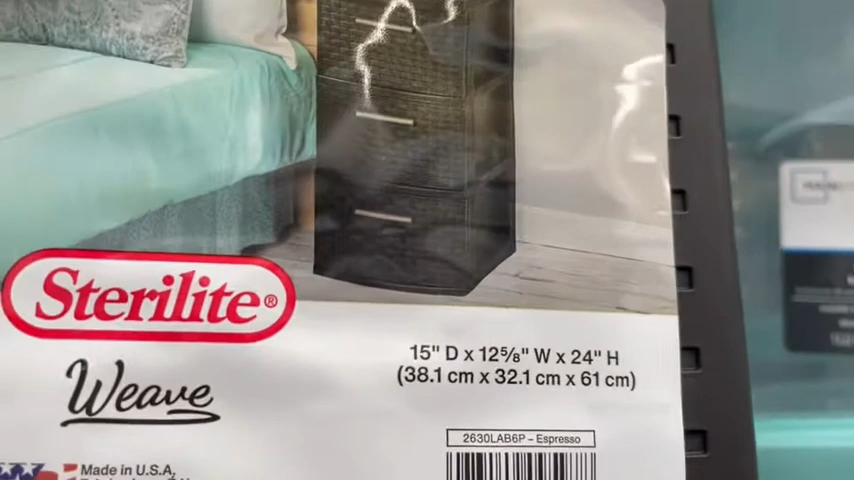 Sterilite®
15" D x 12⅝" W x 24" H
(38.1 cm x 32.1 cm x 61 cm)
Weave
2630LAB6P – Espresso
Made in U.S.A,